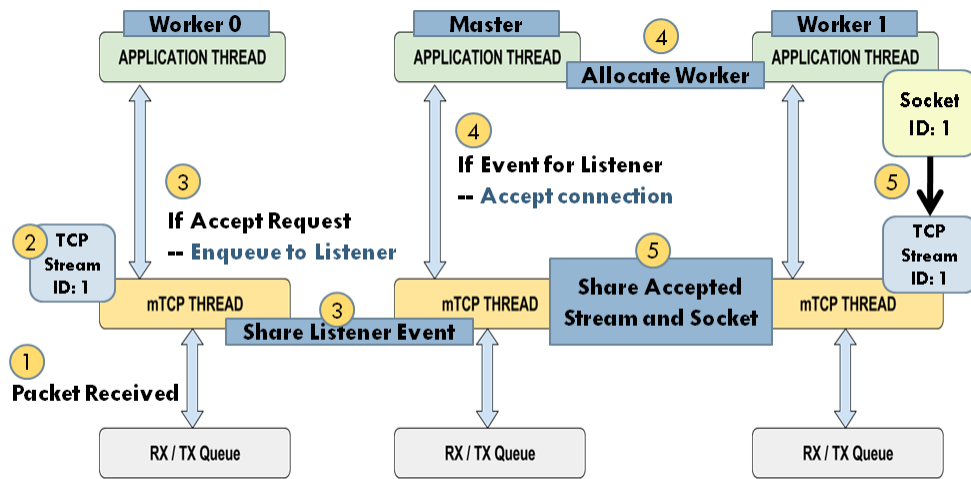 Worker 0
APPLICATION THREAD
Master
APPLICATION THREAD
4
Allocate Worker
Worker 1
APPLICATION THREAD
Socket
ID: 1
3
If Accept Request
-- Enqueue to Listener
4
If Event for Listener
-- Accept connection
5
2
TCP
Stream
ID: 1
TCP
Stream
ID: 1
mTCP THREAD
3
Share Listener Event
mTCP THREAD
5
Share Accepted
Stream and Socket
mTCP THREAD
1
Packet Received
RX / TX Queue
RX / TX Queue
RX / TX Queue